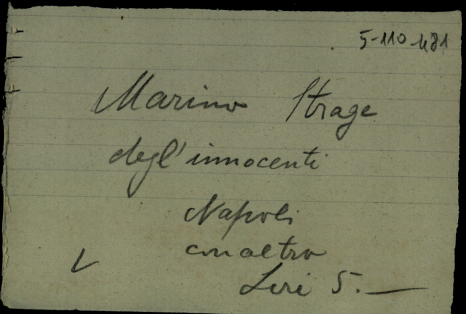 5-110-481
Marino Strage
degl'innocenti
Napoli
con altro
Lire 5.—